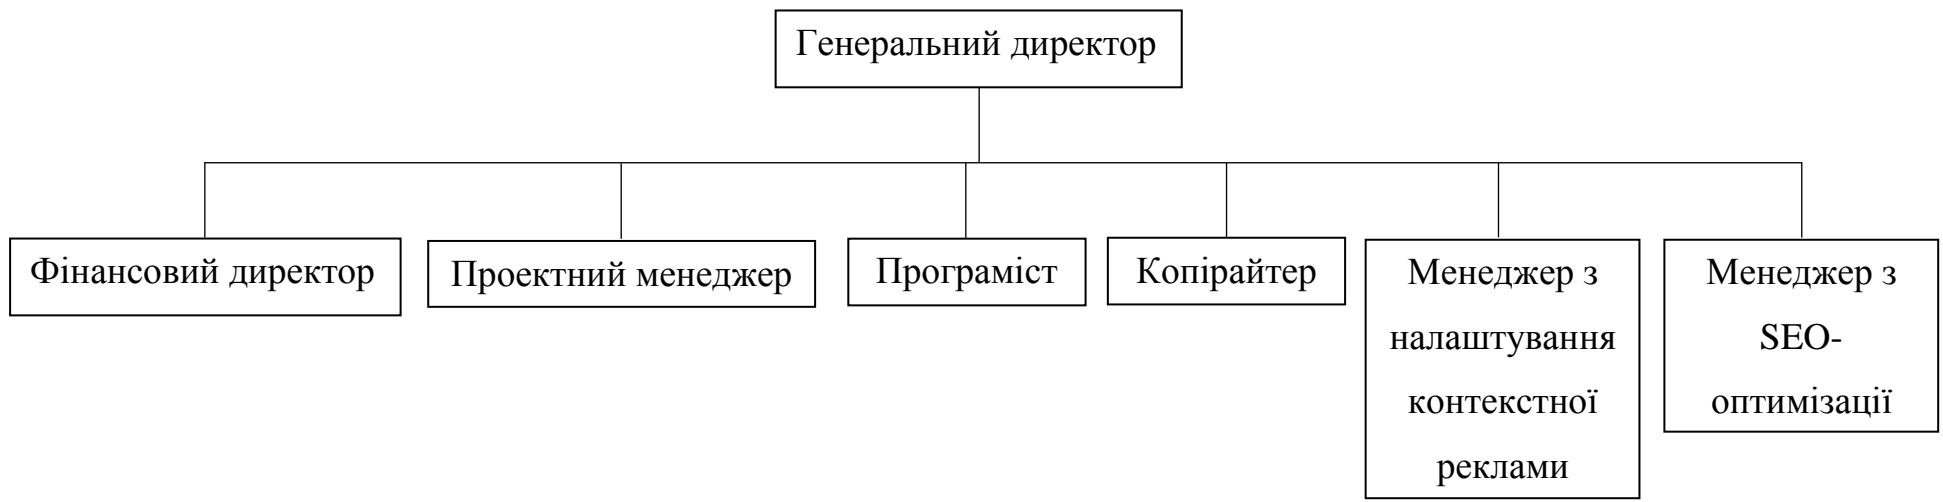 Генеральний директор
Фінансовий директор
Проектний менеджер
Програміст
Копірайтер
Менеджер з
налаштування
контекстної
реклами
Менеджер з
SEO-
оптимізації